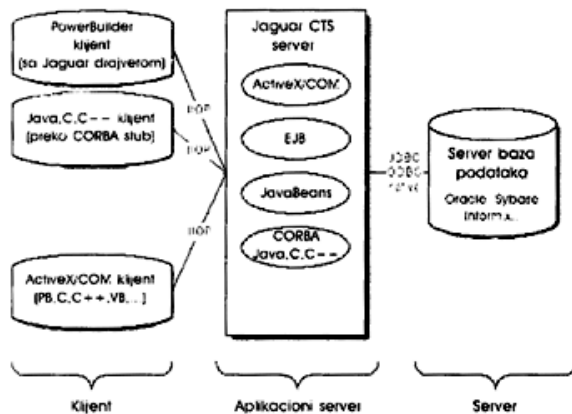 PowerBuilder
klijent
(sa Jaguar drajverom)
Java,C,C-- klijent
(preko CORBA stub)
ActiveX/COM klijent
(PB,C,C++,VB,...)
IIOP
IIOP
IIOP
Jaguar CTS
server
ActiveX/COM
EJB
JavaBeans
CORBA
Java,C,C--
JDBC
ODBC
native
Server baza
podataka
Oracle Sybase
Informix..
Klijent
Aplikacioni server
Server